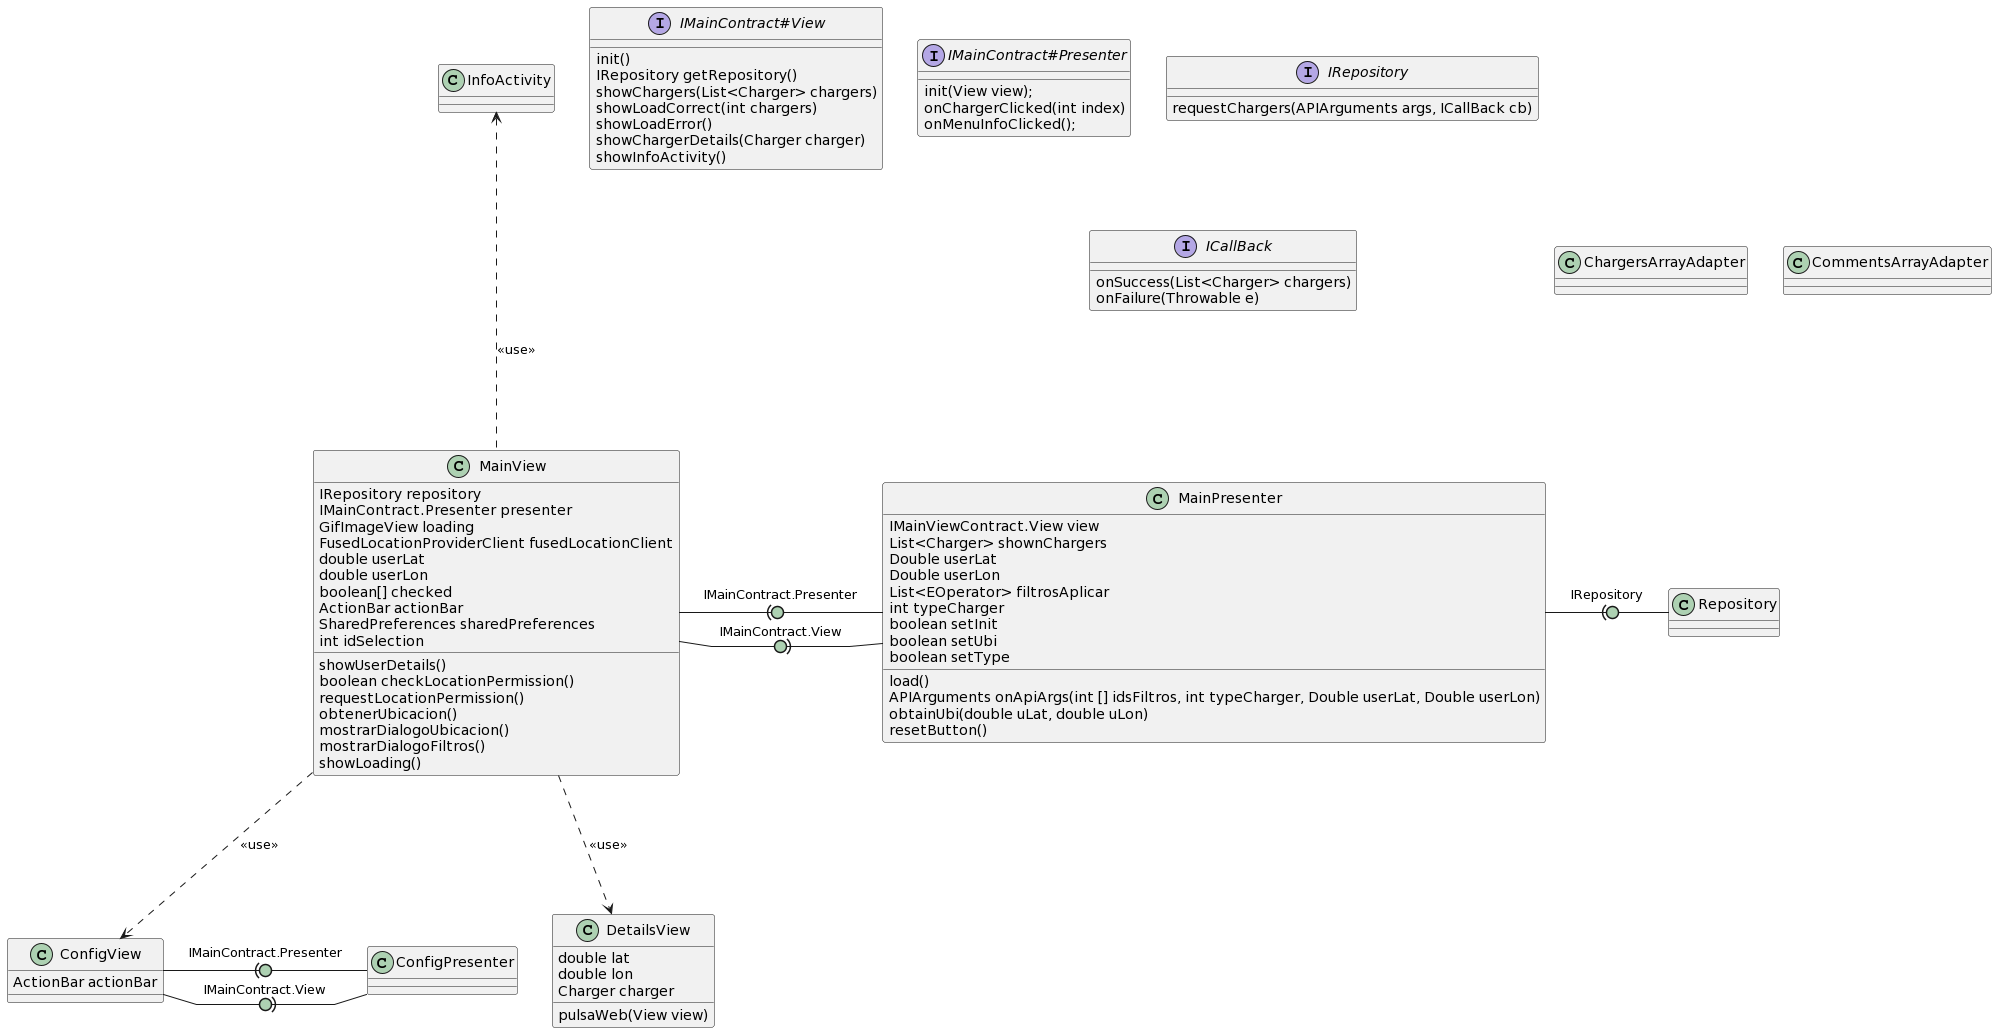 InfoActivity
IMainContract#View
init()
IRepository getRepository()
showChargers(List<Charger> chargers)
showLoadCorrect(int chargers)
showLoadError()
showChargerDetails(Charger charger)
showInfoActivity()
IMainContract#Presenter
init(View view);
onChargerClicked(int index)
onMenuInfoClicked();
IRepository
requestChargers(APIArguments args, ICallBack cb)
ICallBack
onSuccess(List<Charger> chargers)
onFailure(Throwable e)
ChargersArrayAdapter
CommentsArrayAdapter
«use»
MainView
IRepository repository
IMainContract.Presenter presenter
GifImageView loading
FusedLocationProviderClient fusedLocationClient
double userLat
double userLon
boolean[] checked
ActionBar actionBar
SharedPreferences sharedPreferences
int idSelection
showUserDetails()
boolean checkLocationPermission()
requestLocationPermission()
obtenerUbicacion()
mostrarDialogoUbicacion()
mostrarDialogoFiltros()
showLoading()
IMainContract.Presenter
IMainContract.View
MainPresenter
IMainViewContract.View view
List<Charger> shownChargers
Double userLat
Double userLon
List<EOperator> filtrosAplicar
int typeCharger
boolean setInit
boolean setUbi
boolean setType
load()
APIArguments onApiArgs(int [] idsFiltros, int typeCharger, Double userLat, Double userLon)
obtainUbi(double uLat, double uLon)
resetButton()
IRepository
Repository
«use»
«use»
ConfigView
ActionBar actionBar
IMainContract.Presenter
IMainContract.View
ConfigPresenter
DetailsView
double lat
double lon
Charger charger
pulsaWeb(View view)